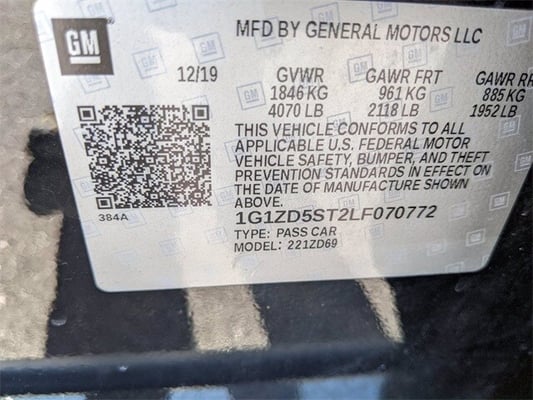 GM
MFD BY GENERAL MOTORS LLC
12/19 GVWR GAWR FRT GAWR RR
1846 KG 961 KG 885 KG
4070 LB 2118 LB 1952 LB
THIS VEHICLE CONFORMS TO ALL
APPLICABLE U.S. FEDERAL MOTOR
VEHICLE SAFETY, BUMPER, AND THEFT
PREVENTION STANDARDS IN EFFECT ON
THE DATE OF MANUFACTURE SHOWN
ABOVE.
384A 1G1ZD5ST2LF070772
TYPE: PASS CAR
MODEL: 221ZD69